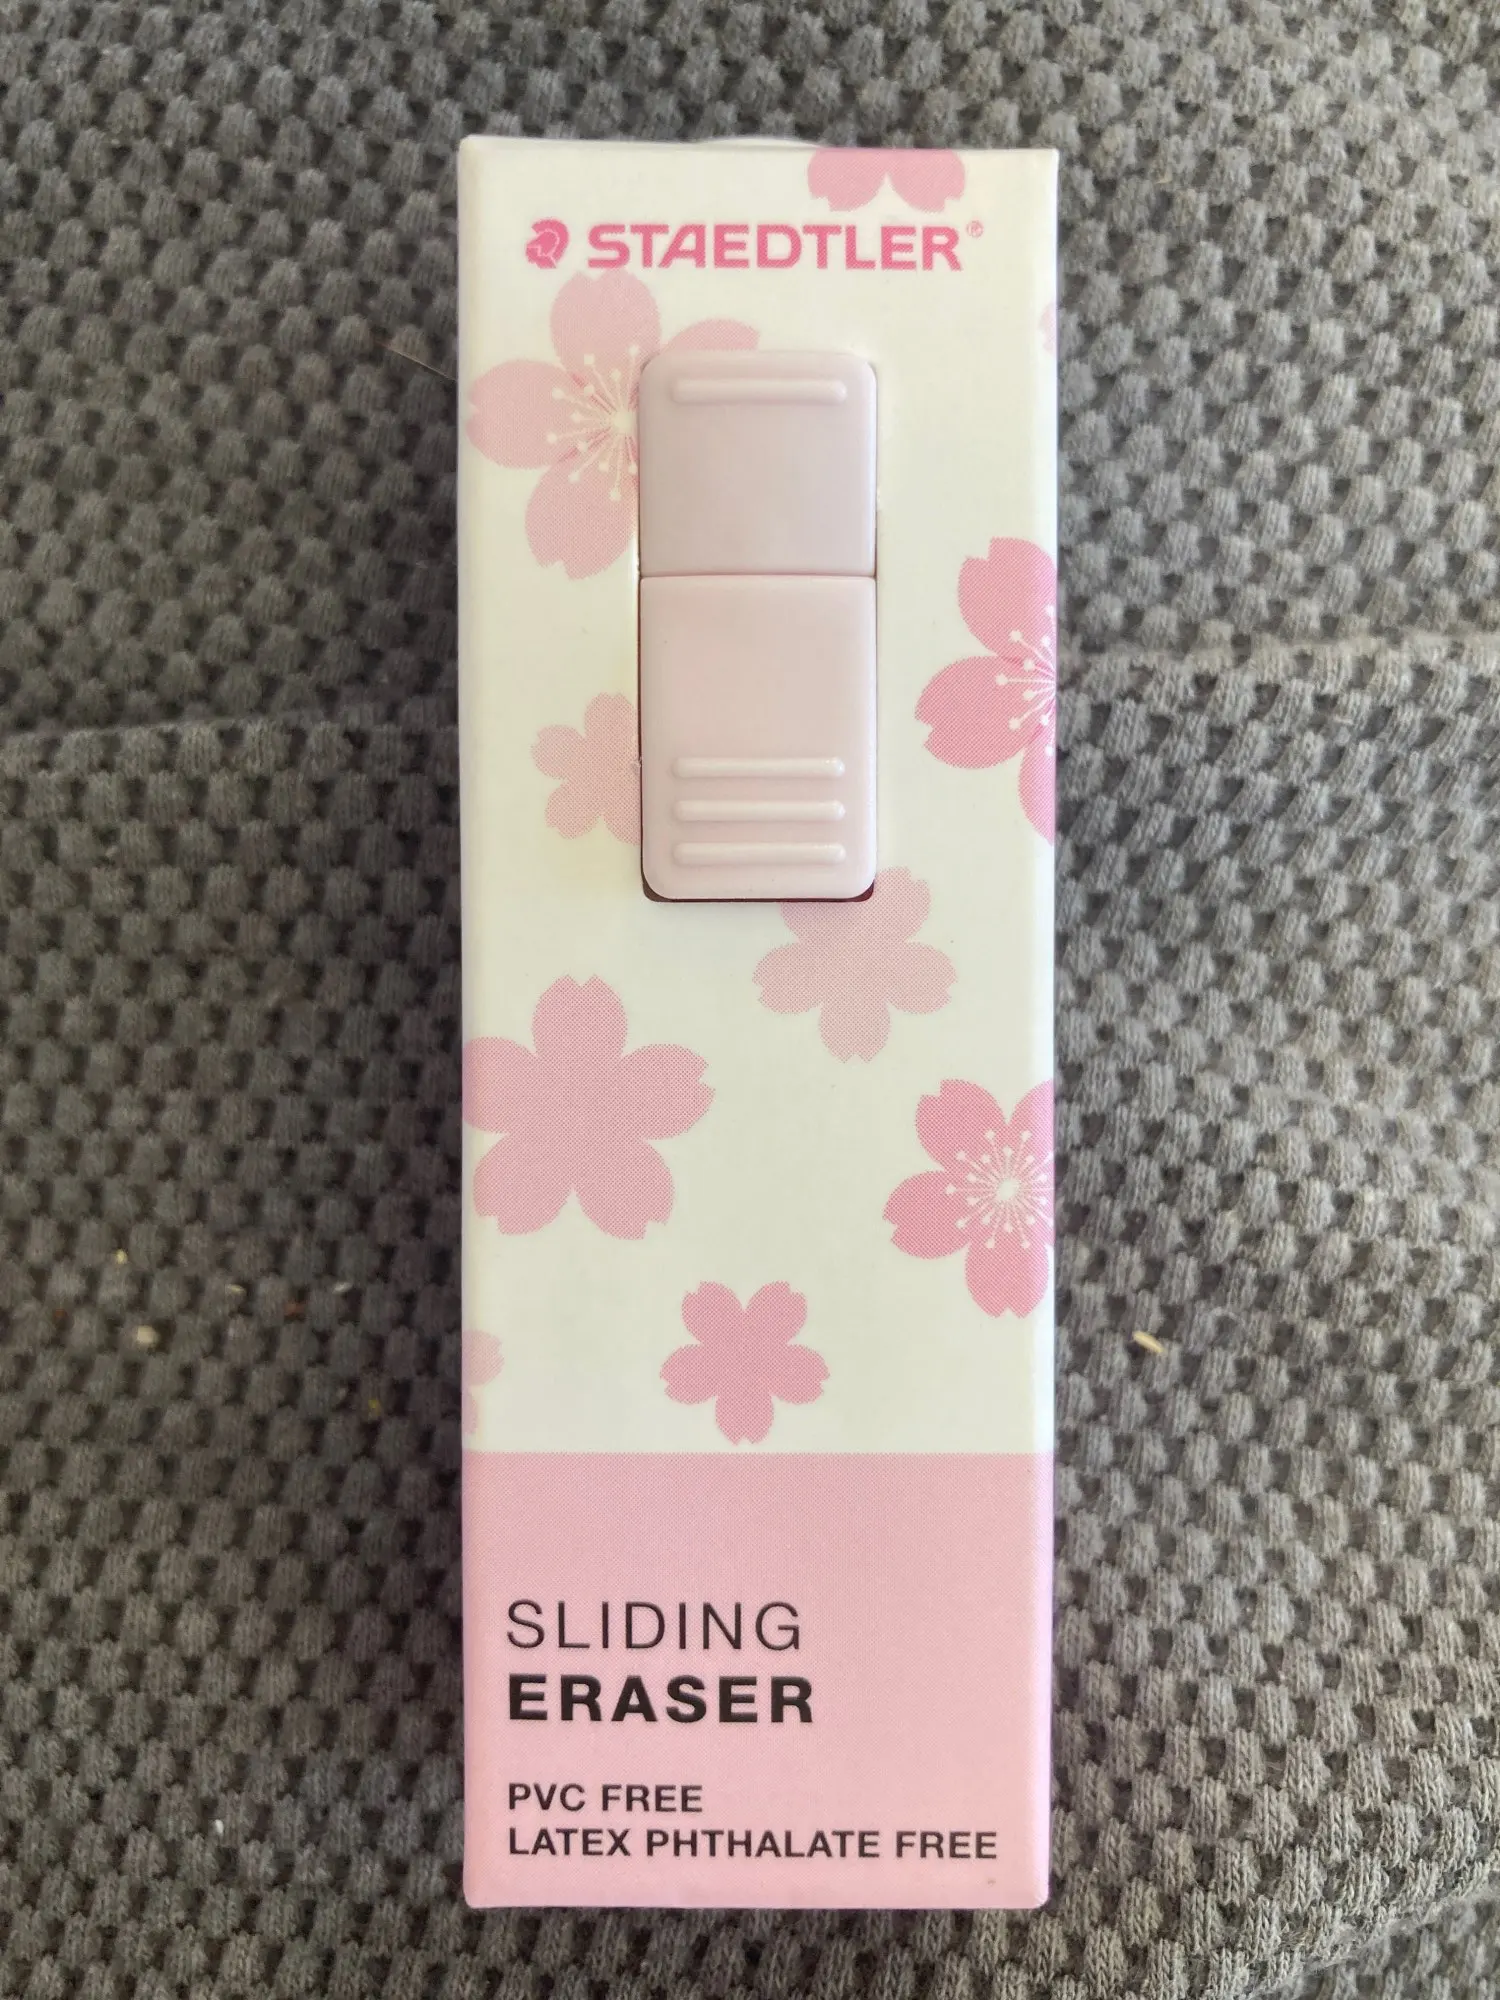 STAEDTLER®
SLIDING
ERASER
PVC FREE
LATEX PHTHALATE FREE